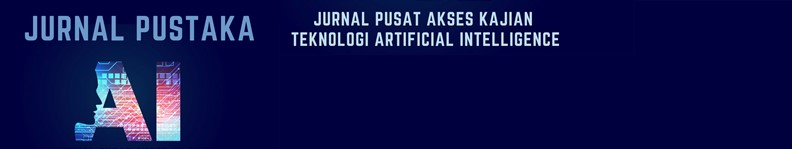 JURNAL PUSTAKA
AI
JURNAL PUSAT AKSES KAJIAN
TEKNOLOGI ARTIFICIAL INTELLIGENCE